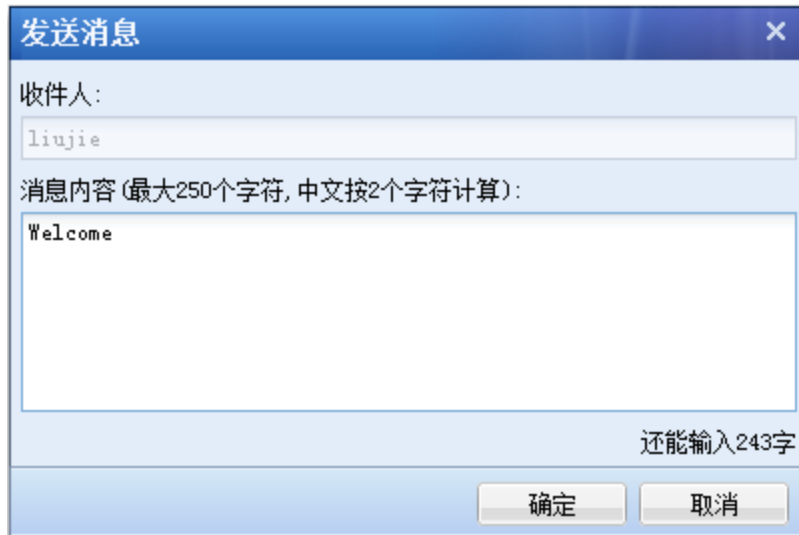 发送消息
收件人:
liujie
消息内容(最大250个字符,中文按2个字符计算):
Welcome
还能输入243字
确定 取消